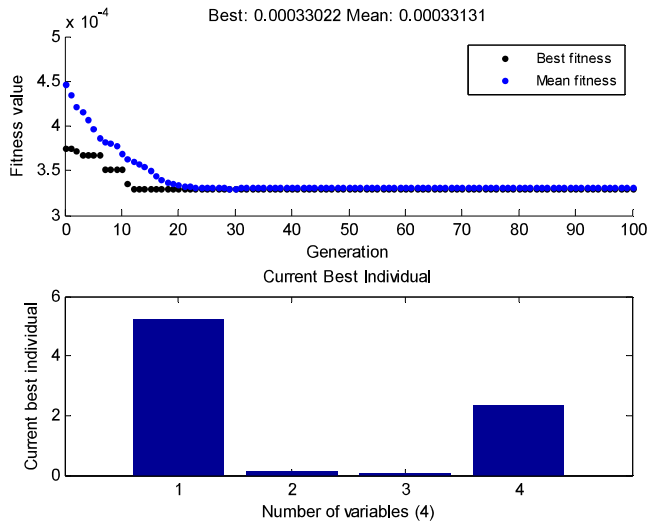 Best: 0.00033022 Mean: 0.00033131
x 10-4
5
4.5
4
3.5
3
Fitness value
Best fitness
Mean fitness
0 10 20 30 40 50 60 70 80 90 100
Generation
Current Best Individual
6
4
2
0
Current best individual
1 2 3 4
Number of variables (4)